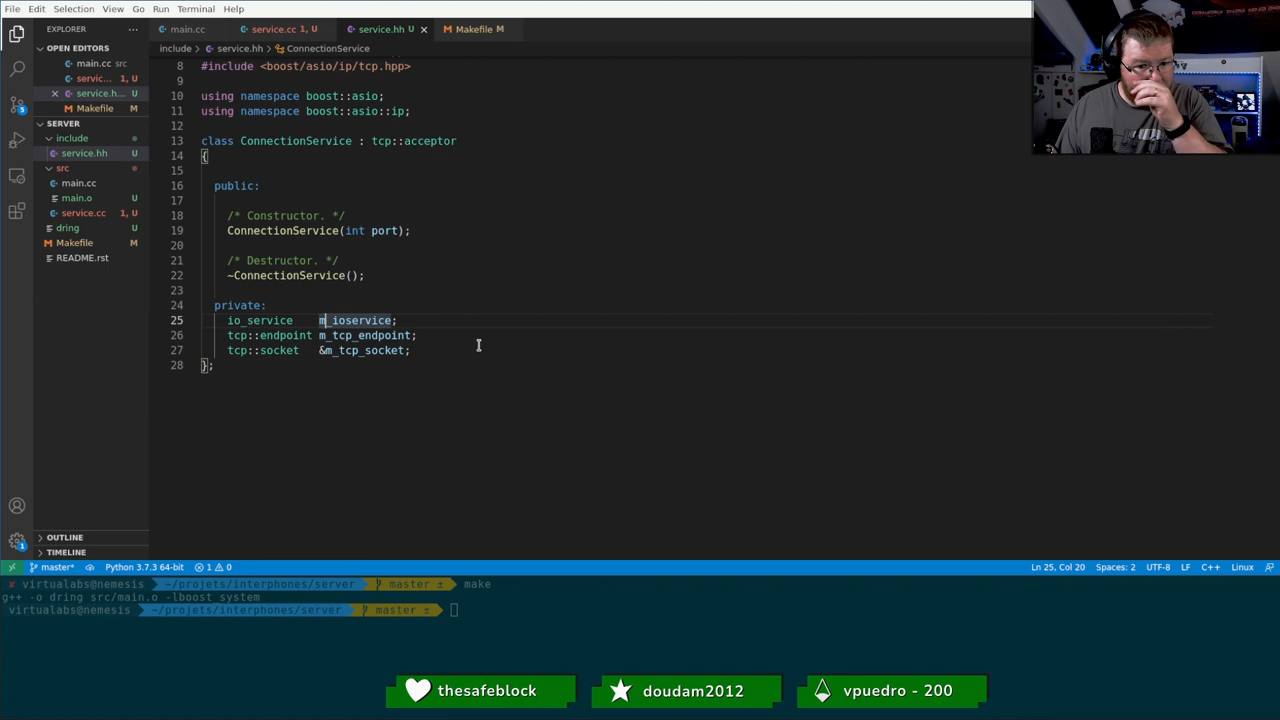 File Edit Selection View Go Run Terminal Help
EXPLORER ···
OPEN EDITORS
main.cc src
servic... 1, U
service.h... U
Makefile M
SERVER
include
service.hh U
src
main.cc
main.o U
service.cc 1, U
dring U
Makefile M
README.rst
OUTLINE
TIMELINE
main.cc service.cc 1, U service.hh U Makefile M
include > service.hh > ConnectionService
8 #include <boost/asio/ip/tcp.hpp>
9
10 using namespace boost::asio;
11 using namespace boost::asio::ip;
12
13 class ConnectionService : tcp::acceptor
14 {
15
16 public:
17
18 /* Constructor. */
19 ConnectionService(int port);
20
21 /* Destructor. */
22 ~ConnectionService();
23
24 private:
25 io_service m_ioservice;
26 tcp::endpoint m_tcp_endpoint;
27 tcp::socket &m_tcp_socket;
28 };
master* Python 3.7.3 64-bit 1 0 Ln 25, Col 20 Spaces: 2 UTF-8 LF C++ Linux
virtualabs@nemesis ~/projets/interphones/server master ± make
g++ -o dring src/main.o -lboost_system
virtualabs@nemesis ~/projets/interphones/server master ±
thesafeblock doudam2012 vpuedro - 200